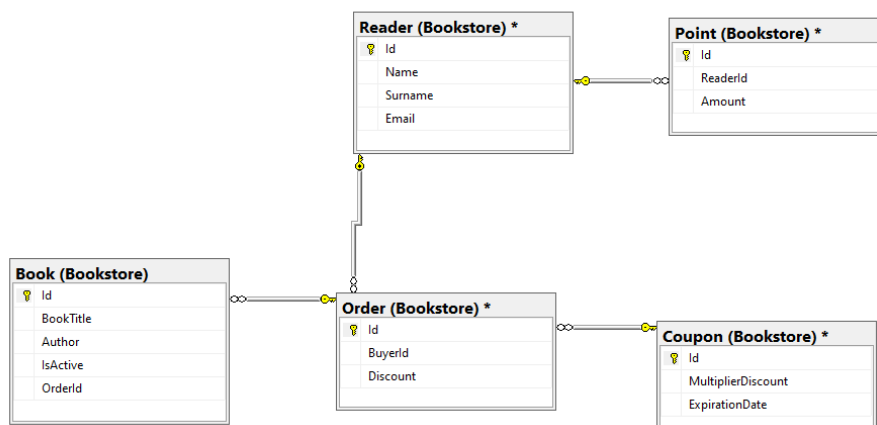 Reader (Bookstore) *
Id
Name
Surname
Email
Point (Bookstore) *
Id
ReaderId
Amount
Book (Bookstore)
Id
BookTitle
Author
IsActive
OrderId
Order (Bookstore) *
Id
BuyerId
Discount
Coupon (Bookstore) *
Id
MultiplierDiscount
ExpirationDate